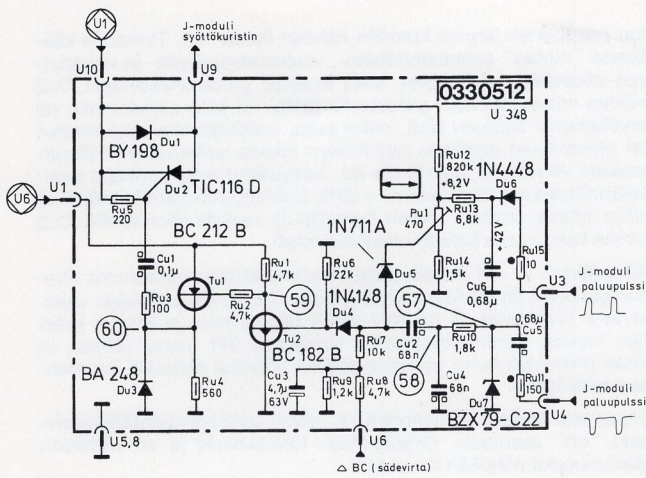 U1
J-moduli
syöttökuristin
U10
U9
0330512
U 348
BY 198
Du1
Du2
TIC116 D
U6
U1
Ru5
220
Ru12
820k
+8,2V
1N4448
Du6
Pu1
470
Ru13
6,8k
+42V
BC 212 B
1N711A
Cu1
0,1µ
Ru1
4,7k
Ru6
22k
Du5
Ru14
1,5k
Ru15
Cu6
0,68µ
J-moduli
paluupulssi
U3
Tu1
Ru2
4,7k
59
1N4148
57
Ru3
100
Du4
0,68µ
Cu5
60
Tu2
BC 182 B
Ru7
10k
Cu2
68n
Ru10
1,8k
58
BA 248
Du3
Ru4
560
Cu3
4,7µ
63V
Ru9
1,2k
Ru8
4,7k
Cu4
68n
Du7
Ru11
150
J-moduli
paluupulssi
U4
BZX79-C22
U5,8
U6
△ BC (sädevirta)